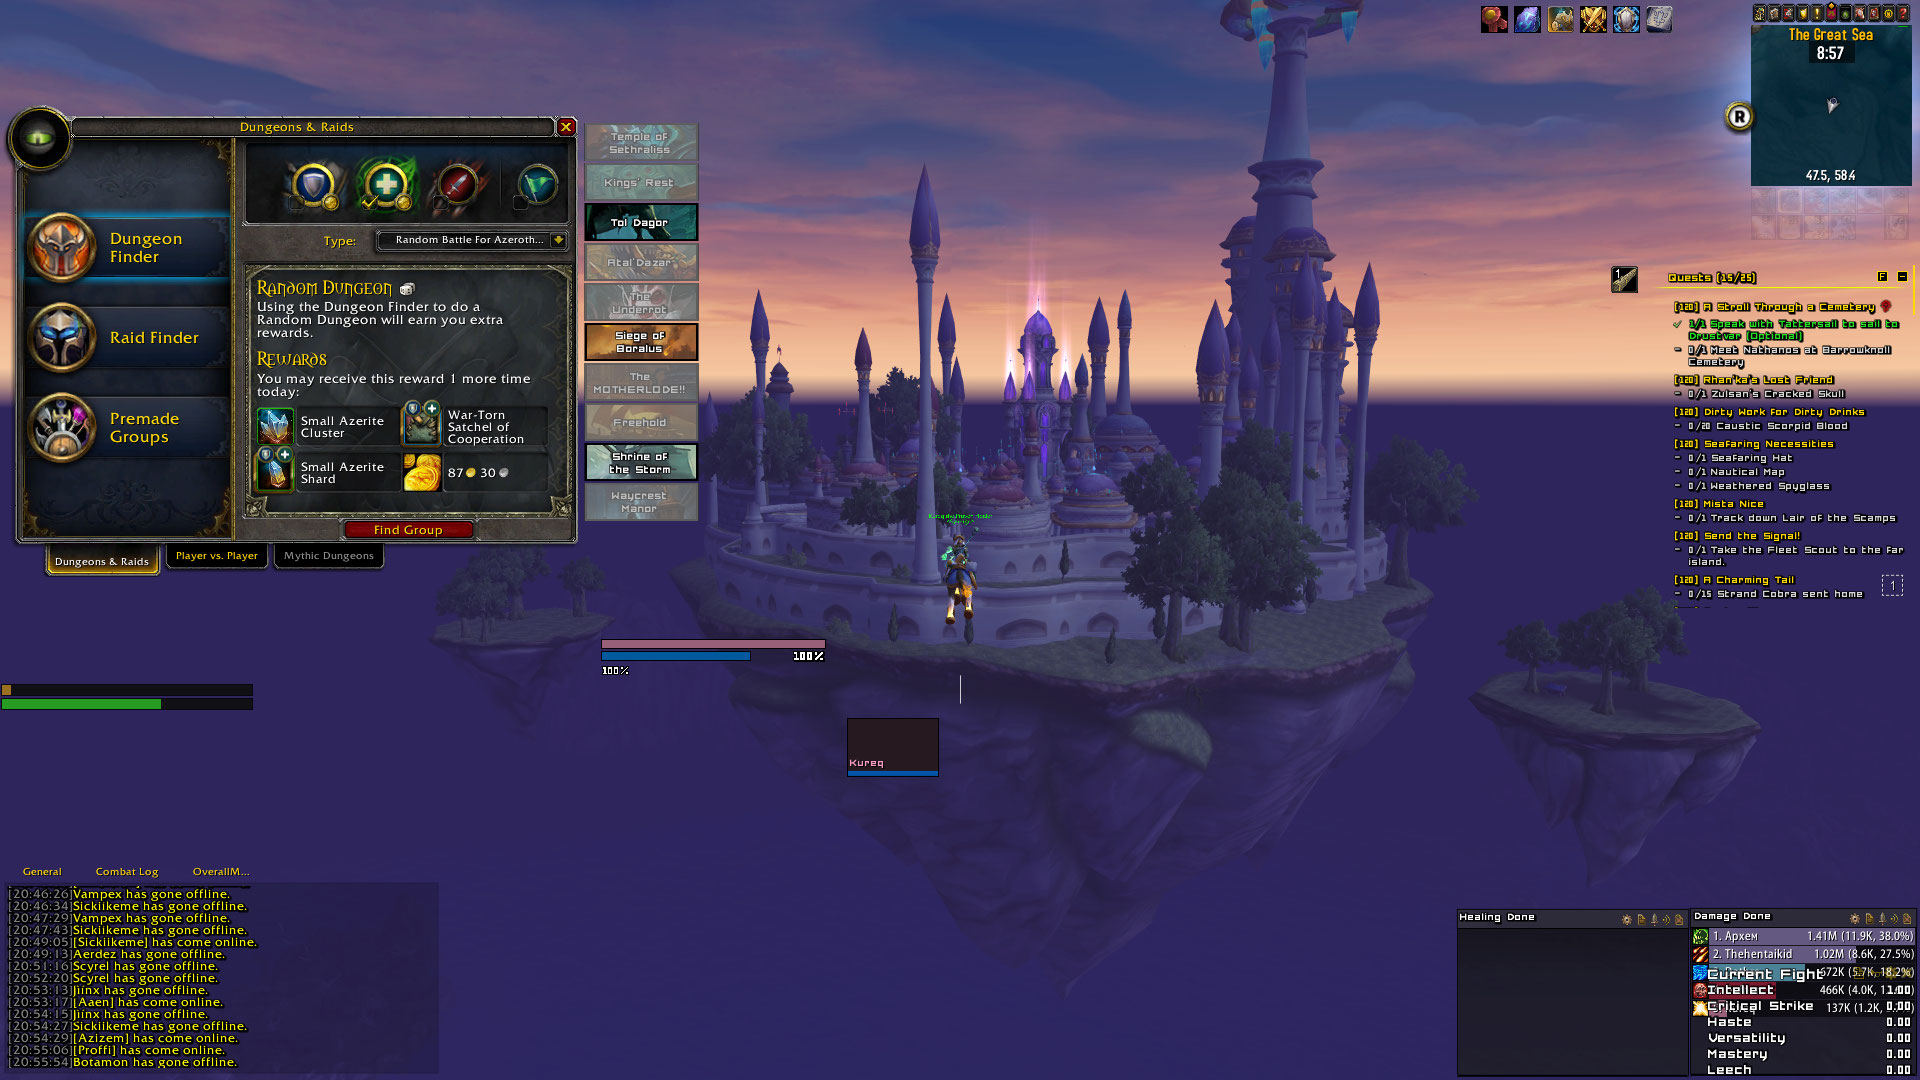 Dungeons & Raids
Dungeon
Finder
Raid Finder
Premade
Groups
Type:
Random Battle For Azeroth...
Random Dungeon
Using the Dungeon Finder to do a
Random Dungeon will earn you extra
rewards.
Rewards
You may receive this reward 1 more time
today:
Small Azerite
Cluster
War-Torn
Satchel of
Cooperation
Small Azerite
Shard
87 30
Find Group
Dungeons & Raids
Player vs. Player
Mythic Dungeons
Temple of
Sethraliss
Kings' Rest
Tol Dagor
Atal'Dazar
The
Underrot
Siege of
Boralus
The
MOTHERLODE!!
Freehold
Shrine of
the Storm
Waycrest
Manor
The Great Sea
8:57
R
47.5, 58.4
1
Quests (15/25)
F
[120] A Stroll Through a Cemetery
1/1 Speak with Tattersail to sail to
Drustvar (Optional)
- 0/1 Meet Nathanos at Barrowknoll
Cemetery
[120] Rhan'ka's Lost Friend
- 0/1 Zulsan's Cracked Skull
[120] Dirty Work For Dirty Drinks
- 0/20 Caustic Scorpid Blood
[120] Seafaring Necessities
- 0/1 Seafaring Hat
- 0/1 Nautical Map
- 0/1 Weathered Spyglass
[120] Mista Nice
- 0/1 Track down Lair of the Scamps
[120] Send the Signal!
- 0/1 Take the Fleet Scout to the far
island.
[120] A Charming Tail
- 0/15 Strand Cobra sent home
1
100%
100%
Kureq
General
Combat Log
OverallM...
[20:46:26]Vampex has gone offline.
[20:46:34]Sickiikeme has gone offline.
[20:47:29]Vampex has gone offline.
[20:47:43]Sickiikeme has gone offline.
[20:49:05][Sickiikeme] has come online.
[20:49:13]Aerdez has gone offline.
[20:51:16]Scyrel has gone offline.
[20:52:20]Scyrel has gone offline.
[20:53:13]Jiinx has gone offline.
[20:53:17][Aaen] has come online.
[20:54:15]Jiinx has gone offline.
[20:54:27]Sickiikeme has gone offline.
[20:54:29][Azizem] has come online.
[20:55:06][Proffi] has come online.
[20:55:54]Botamon has gone offline.
Healing Done
Damage Done
1. Архем 1.41M (11.9K, 38.0%)
2. Thehentaikid 1.02M (8.6K, 27.5%)
672K (5.7K, 18.2%)
Current Fight
466K (4.0K,
Intellect 1.00
137K (1.2K,
Critical Strike 0.00
Haste 0.00
Versatility 0.00
Mastery 0.00
Leech 0.00